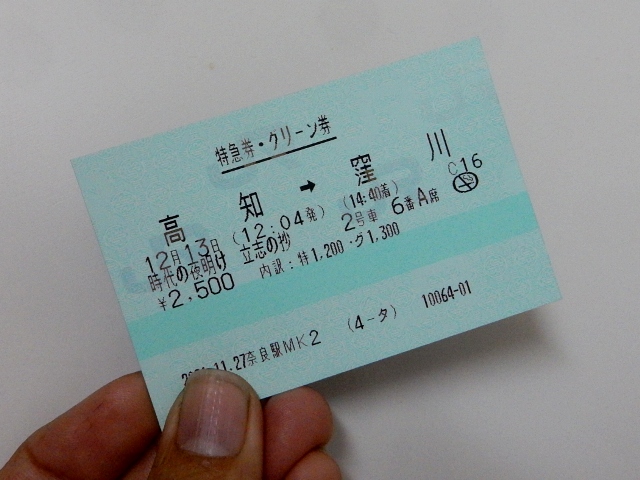 特急券・グリーン券
高知 ➡ 窪川
C16
12月13日 (12:04発) (14:40着)
時代の夜明け 立志の抄 2号車 6番A席
￥2,500 内訳：特1,200・グ1,300
11.27奈良駅MK2 (4-タ) 10064-01